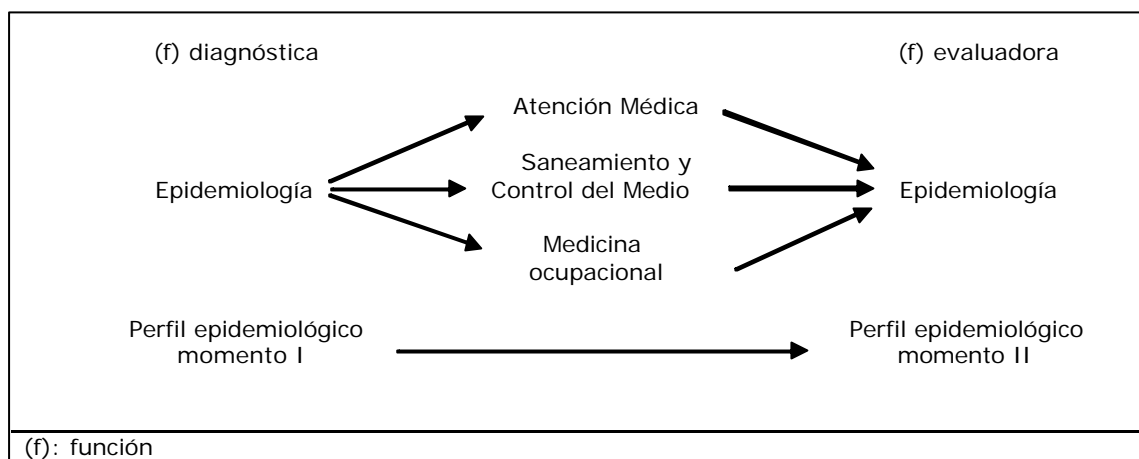 (f) diagnóstica
(f) evaluadora
Atención Médica
Saneamiento y
Control del Medio
Epidemiología
Epidemiología
Medicina
ocupacional
Perfil epidemiológico
momento I
Perfil epidemiológico
momento II
(f): función